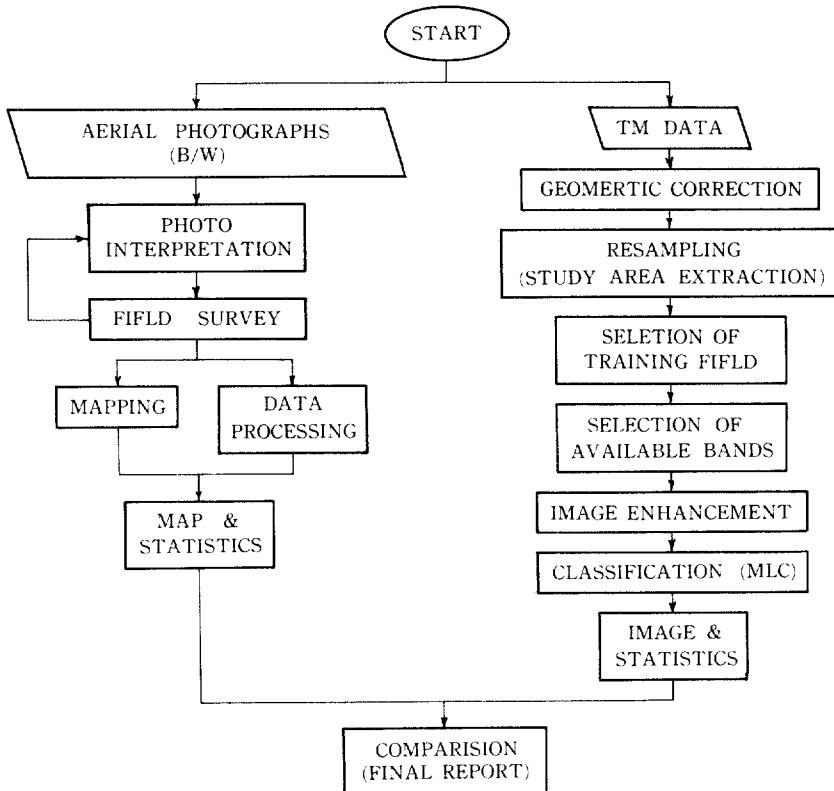 START
AERIAL PHOTOGRAPHS
(B/W)
PHOTO
INTERPRETATION
FIFLD SURVEY
MAPPING
DATA
PROCESSING
MAP &
STATISTICS
TM DATA
GEOMERTIC CORRECTION
RESAMPLING
(STUDY AREA EXTRACTION)
SELETION OF
TRAINING FIFLD
SELECTION OF
AVAILABLE BANDS
IMAGE ENHANCEMENT
CLASSIFICATION (MLC)
IMAGE &
STATISTICS
COMPARISION
(FINAL REPORT)